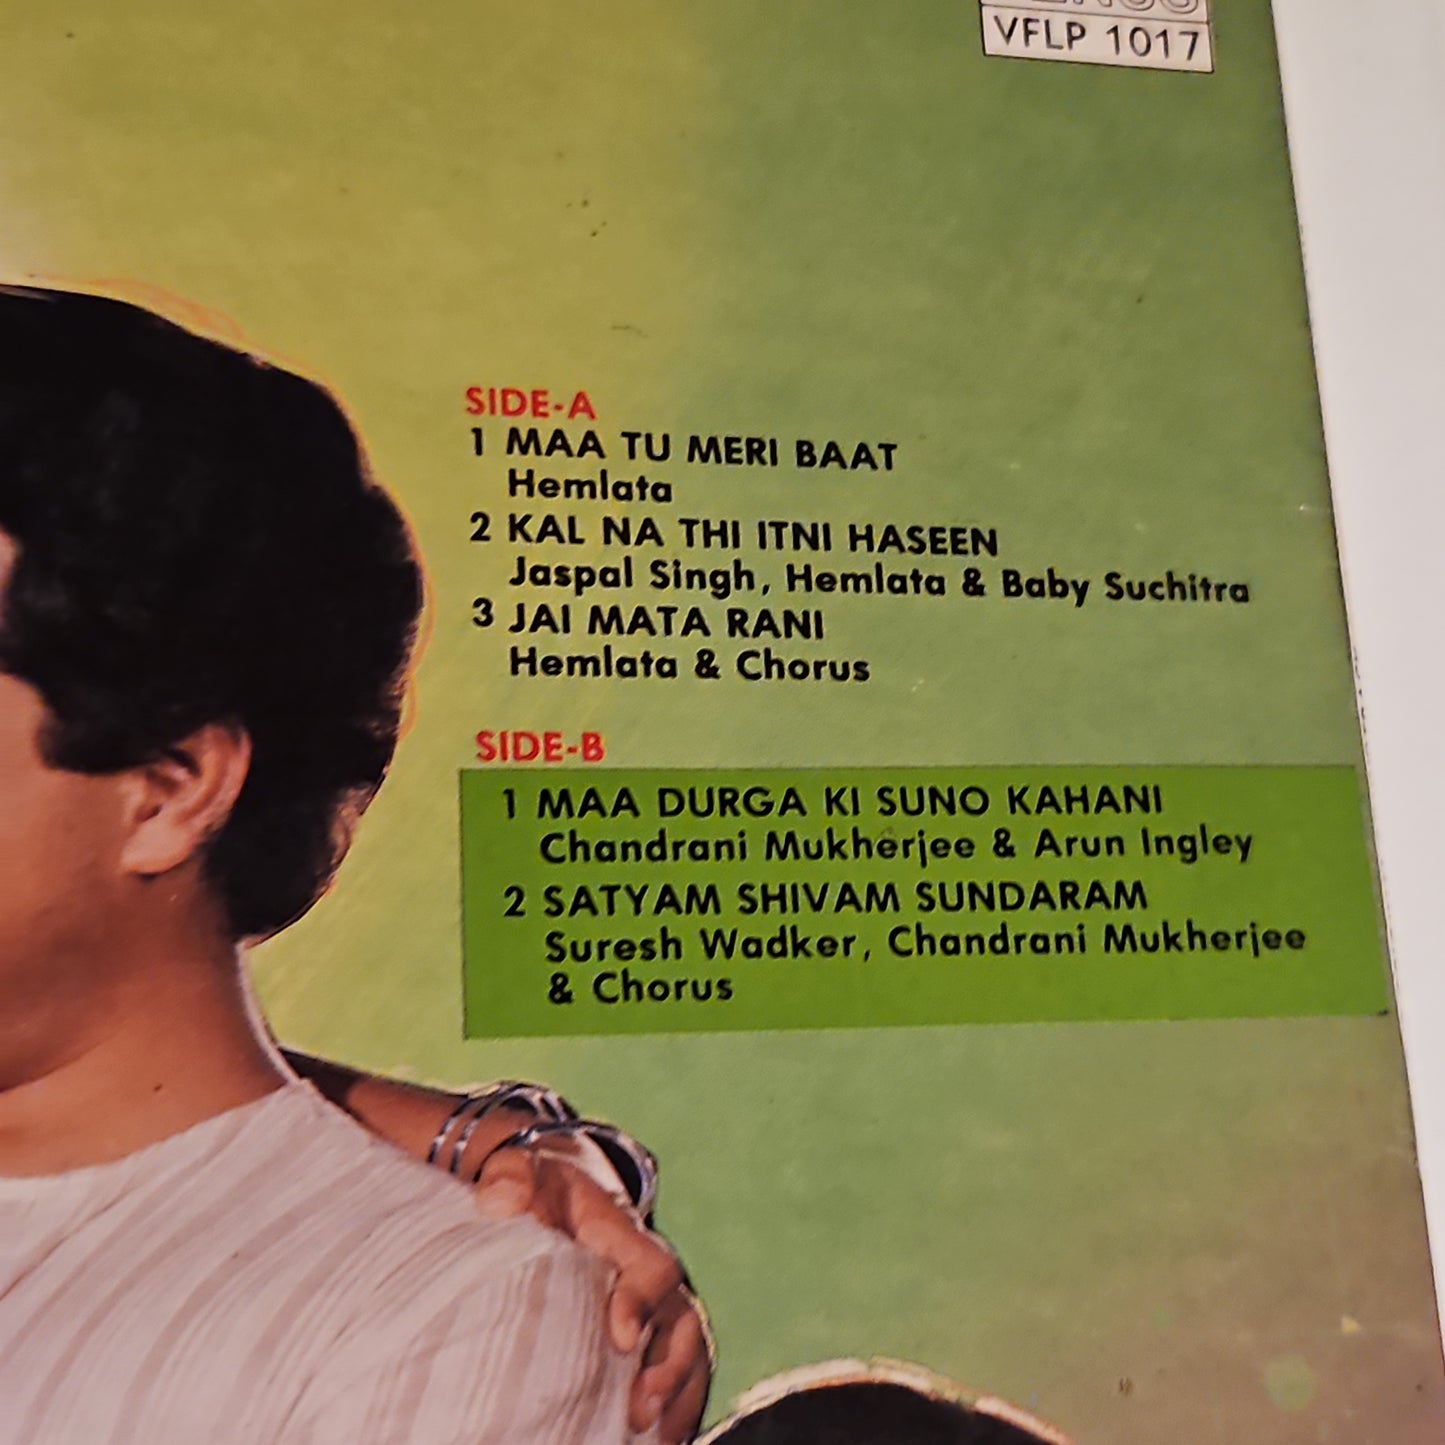 VFLP 1017
SIDE-A
1 MAA TU MERI BAAT
Hemlata
2 KAL NA THI ITNI HASEEN
Jaspal Singh, Hemlata & Baby Suchitra
3 JAI MATA RANI
Hemlata & Chorus
SIDE-B
1 MAA DURGA KI SUNO KAHANI
Chandrani Mukherjee & Arun Ingley
2 SATYAM SHIVAM SUNDARAM
Suresh Wadker, Chandrani Mukherjee
& Chorus